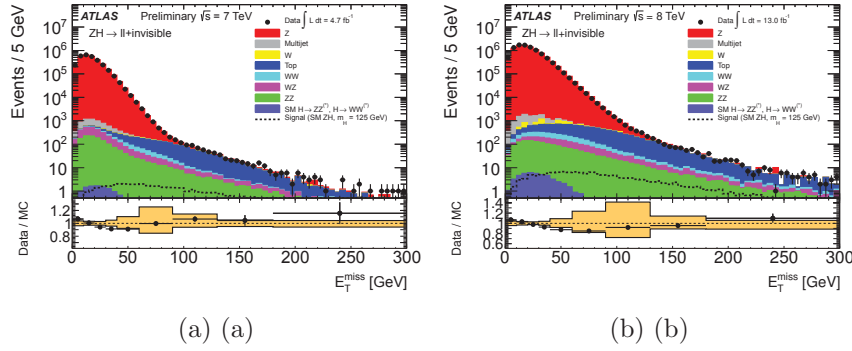 ATLAS Preliminary √s = 7 TeV
ZH → ll+invisible
Data ∫ L dt = 4.7 fb⁻¹
Z
Multijet
W
Top
WW
WZ
ZZ
SM H→ZZ(*), H→WW(*)
Signal (SM ZH, m_H = 125 GeV)
Events / 5 GeV
10⁷
10⁶
10⁵
10⁴
10³
10²
10
1
Data / MC
1.2
1
0.8
0 50 100 150 200 250 300
E_T^miss [GeV]
(a) (a)
ATLAS Preliminary √s = 8 TeV
ZH → ll+invisible
Data ∫ L dt = 13.0 fb⁻¹
Z
Multijet
W
Top
WW
WZ
ZZ
SM H→ZZ(*), H→WW(*)
Signal (SM ZH, m_H = 125 GeV)
Events / 5 GeV
10⁷
10⁶
10⁵
10⁴
10³
10²
10
1
Data / MC
1.4
1.2
1
0.8
0.6
0 50 100 150 200 250 300
E_T^miss [GeV]
(b) (b)